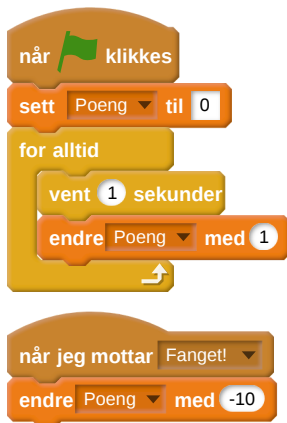 når klikkes
sett Poeng til 0
for alltid
vent 1 sekunder
endre Poeng med 1
når jeg mottar Fanget!
endre Poeng med -10